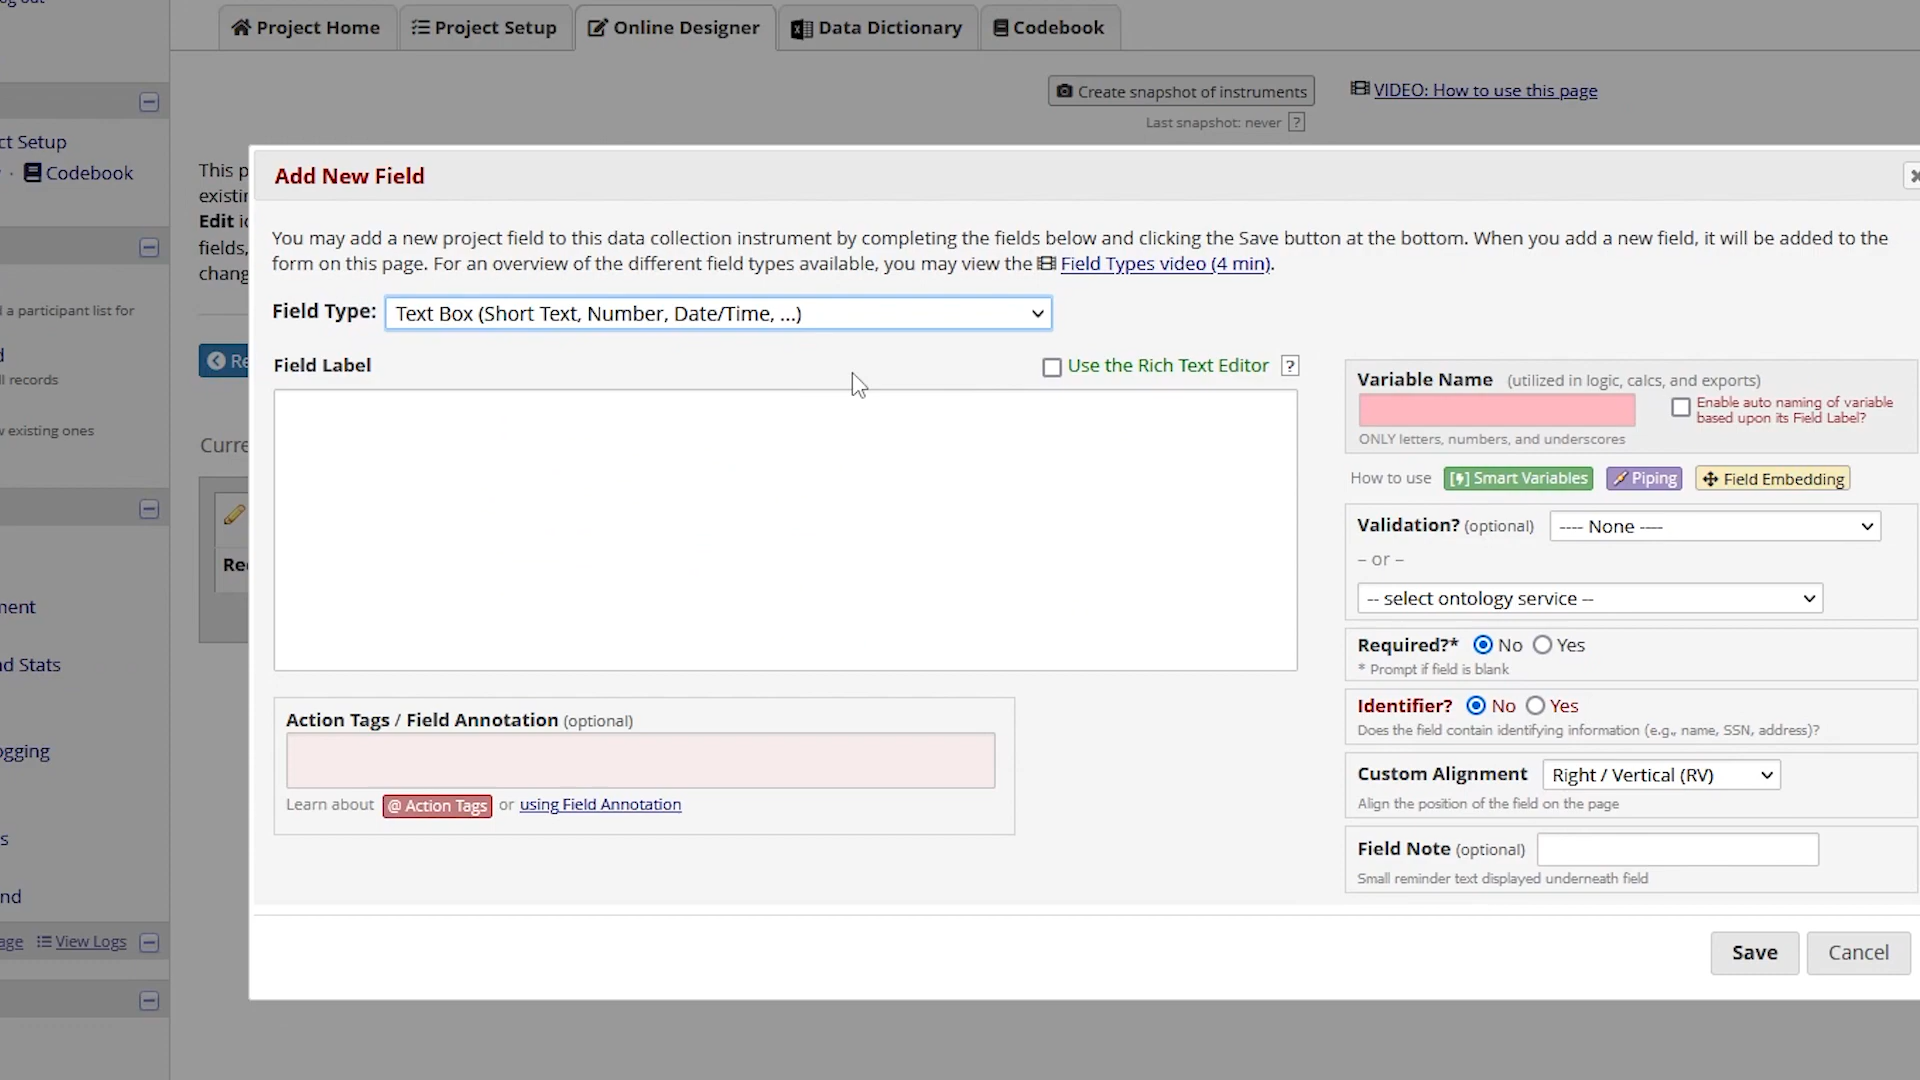 Project Home
Project Setup
Online Designer
Data Dictionary
Codebook
Create snapshot of instruments
VIDEO: How to use this page
Last snapshot: never ?
ct Setup
· Codebook
This p
existin
Edit
fields,
chang
a participant list for
records
existing ones
Re
Curre
Re
ment
d Stats
ogging
s
nd
age View Logs
Add New Field
You may add a new project field to this data collection instrument by completing the fields below and clicking the Save button at the bottom. When you add a new field, it will be added to the
form on this page. For an overview of the different field types available, you may view the Field Types video (4 min).
Field Type: Text Box (Short Text, Number, Date/Time, ...)
Field Label
Use the Rich Text Editor ?
Variable Name (utilized in logic, calcs, and exports)
Enable auto naming of variable
based upon its Field Label?
ONLY letters, numbers, and underscores
How to use Smart Variables Piping Field Embedding
Validation? (optional) ---- None ----
– or –
-- select ontology service --
Required?* No Yes
* Prompt if field is blank
Identifier? No Yes
Does the field contain identifying information (e.g., name, SSN, address)?
Custom Alignment Right / Vertical (RV)
Align the position of the field on the page
Field Note (optional)
Small reminder text displayed underneath field
Action Tags / Field Annotation (optional)
Learn about @ Action Tags or using Field Annotation
Save
Cancel